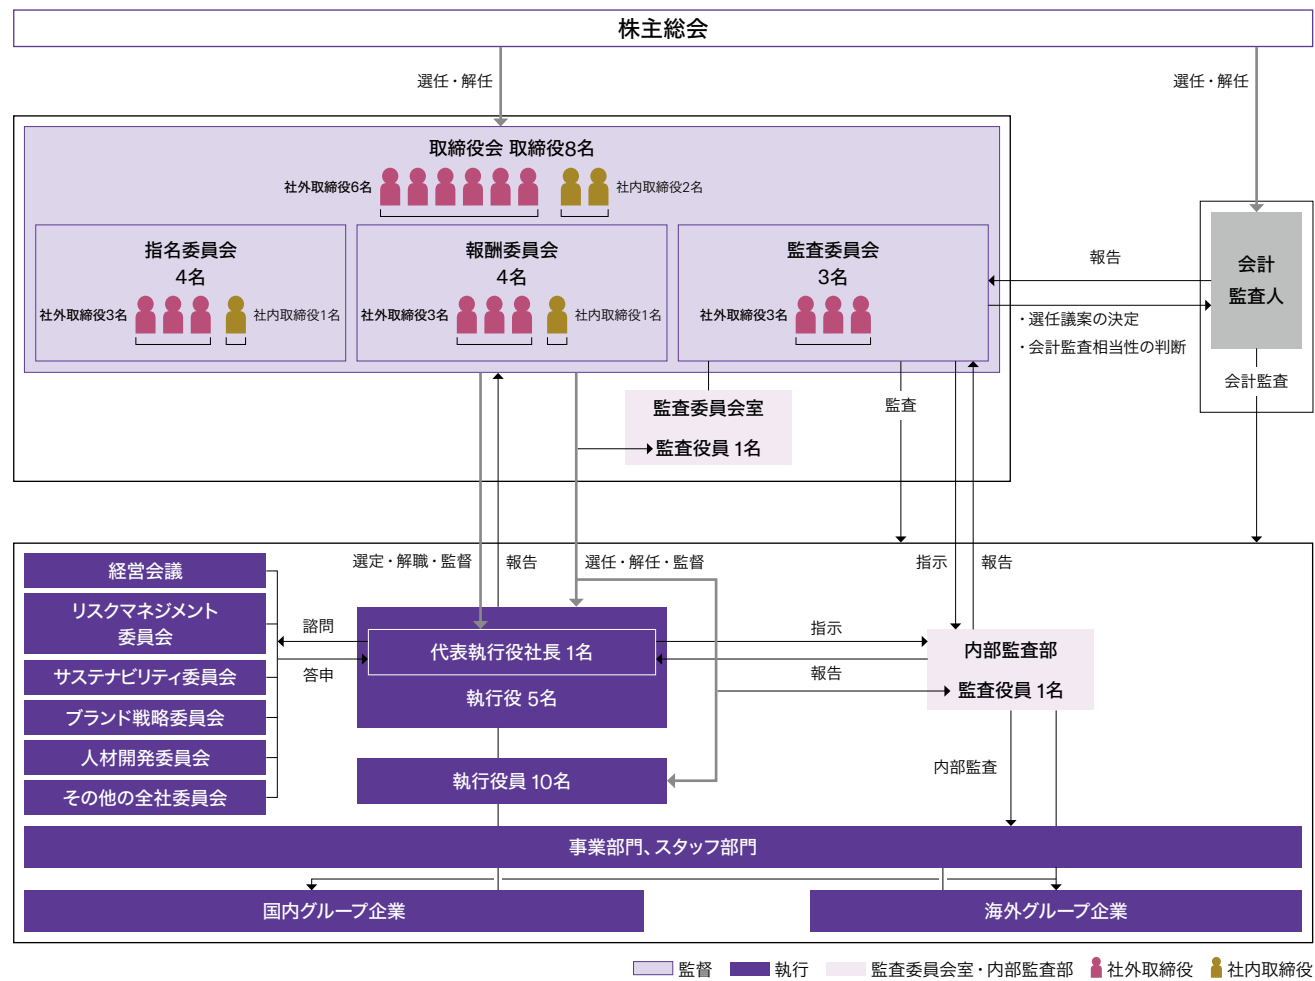 株主総会
選任・解任
選任・解任
取締役会 取締役8名
社外取締役6名
社内取締役2名
指名委員会
4名
社外取締役3名
社内取締役1名
報酬委員会
4名
社外取締役3名
社内取締役1名
監査委員会
3名
社外取締役3名
報告
・選任議案の決定
・会計監査相当性の判断
会計
監査人
会計監査
監査委員会室
監査役員 1名
監査
選定・解職・監督
報告
選任・解任・監督
指示
報告
経営会議
リスクマネジメント
委員会
サステナビリティ委員会
ブランド戦略委員会
人材開発委員会
その他の全社委員会
諮問
答申
代表執行役社長 1名
執行役 5名
執行役員 10名
指示
報告
内部監査部
監査役員 1名
内部監査
事業部門、スタッフ部門
国内グループ企業
海外グループ企業
監督
執行
監査委員会室・内部監査部
社外取締役
社内取締役